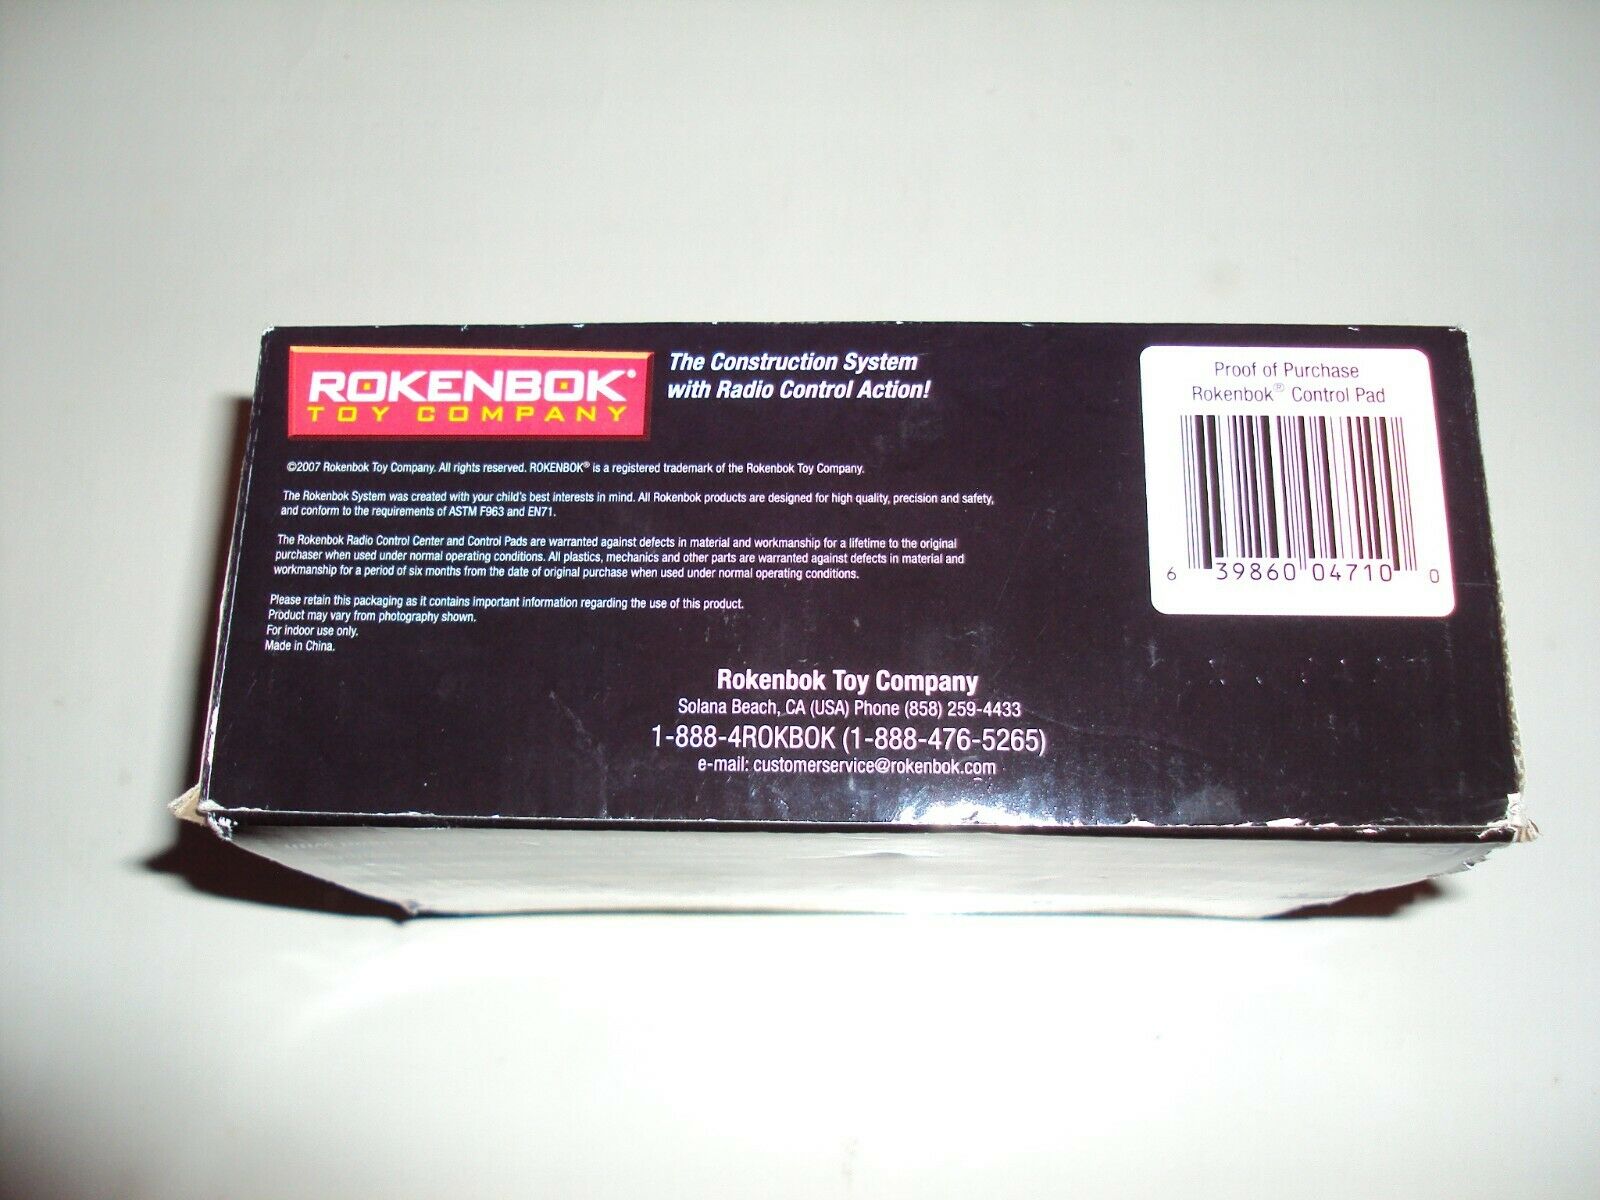 ROKENBOK®
TOY COMPANY
The Construction System
with Radio Control Action!
©2007 Rokenbok Toy Company. All rights reserved. ROKENBOK® is a registered trademark of the Rokenbok Toy Company.
The Rokenbok System was created with your child's best interests in mind. All Rokenbok products are designed for high quality, precision and safety,
and conform to the requirements of ASTM F963 and EN71.
The Rokenbok Radio Control Center and Control Pads are warranted against defects in material and workmanship for a lifetime to the original
purchaser when used under normal operating conditions. All plastics, mechanics and other parts are warranted against defects in material and
workmanship for a period of six months from the date of original purchase when used under normal operating conditions.
Please retain this packaging as it contains important information regarding the use of this product.
Product may vary from photography shown.
For indoor use only.
Made in China.
Rokenbok Toy Company
Solana Beach, CA (USA) Phone (858) 259-4433
1-888-4ROKBOK (1-888-476-5265)
e-mail: customerservice@rokenbok.com
Proof of Purchase
Rokenbok® Control Pad
6 39860 04710 0